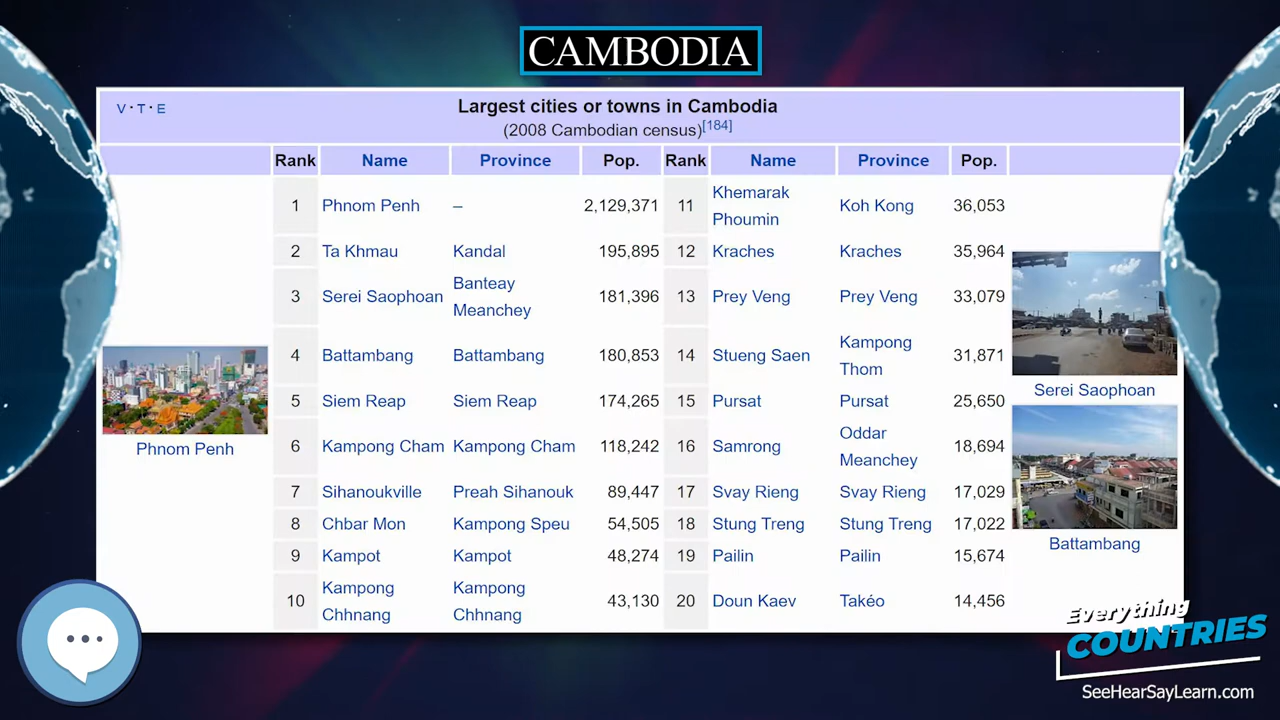 CAMBODIA
V · T · E
Largest cities or towns in Cambodia
(2008 Cambodian census)[184]
Rank Name Province Pop. Rank Name Province Pop.
1 Phnom Penh – 2,129,371 11 Khemarak Phoumin Koh Kong 36,053
2 Ta Khmau Kandal 195,895 12 Kraches Kraches 35,964
3 Serei Saophoan Banteay Meanchey 181,396 13 Prey Veng Prey Veng 33,079
4 Battambang Battambang 180,853 14 Stueng Saen Kampong Thom 31,871
5 Siem Reap Siem Reap 174,265 15 Pursat Pursat 25,650
6 Kampong Cham Kampong Cham 118,242 16 Samrong Oddar Meanchey 18,694
7 Sihanoukville Preah Sihanouk 89,447 17 Svay Rieng Svay Rieng 17,029
8 Chbar Mon Kampong Speu 54,505 18 Stung Treng Stung Treng 17,022
9 Kampot Kampot 48,274 19 Pailin Pailin 15,674
10 Kampong Chhnang Kampong Chhnang 43,130 20 Doun Kaev Takéo 14,456
Phnom Penh
Serei Saophoan
Battambang
Everything
COUNTRIES
SeeHearSayLearn.com